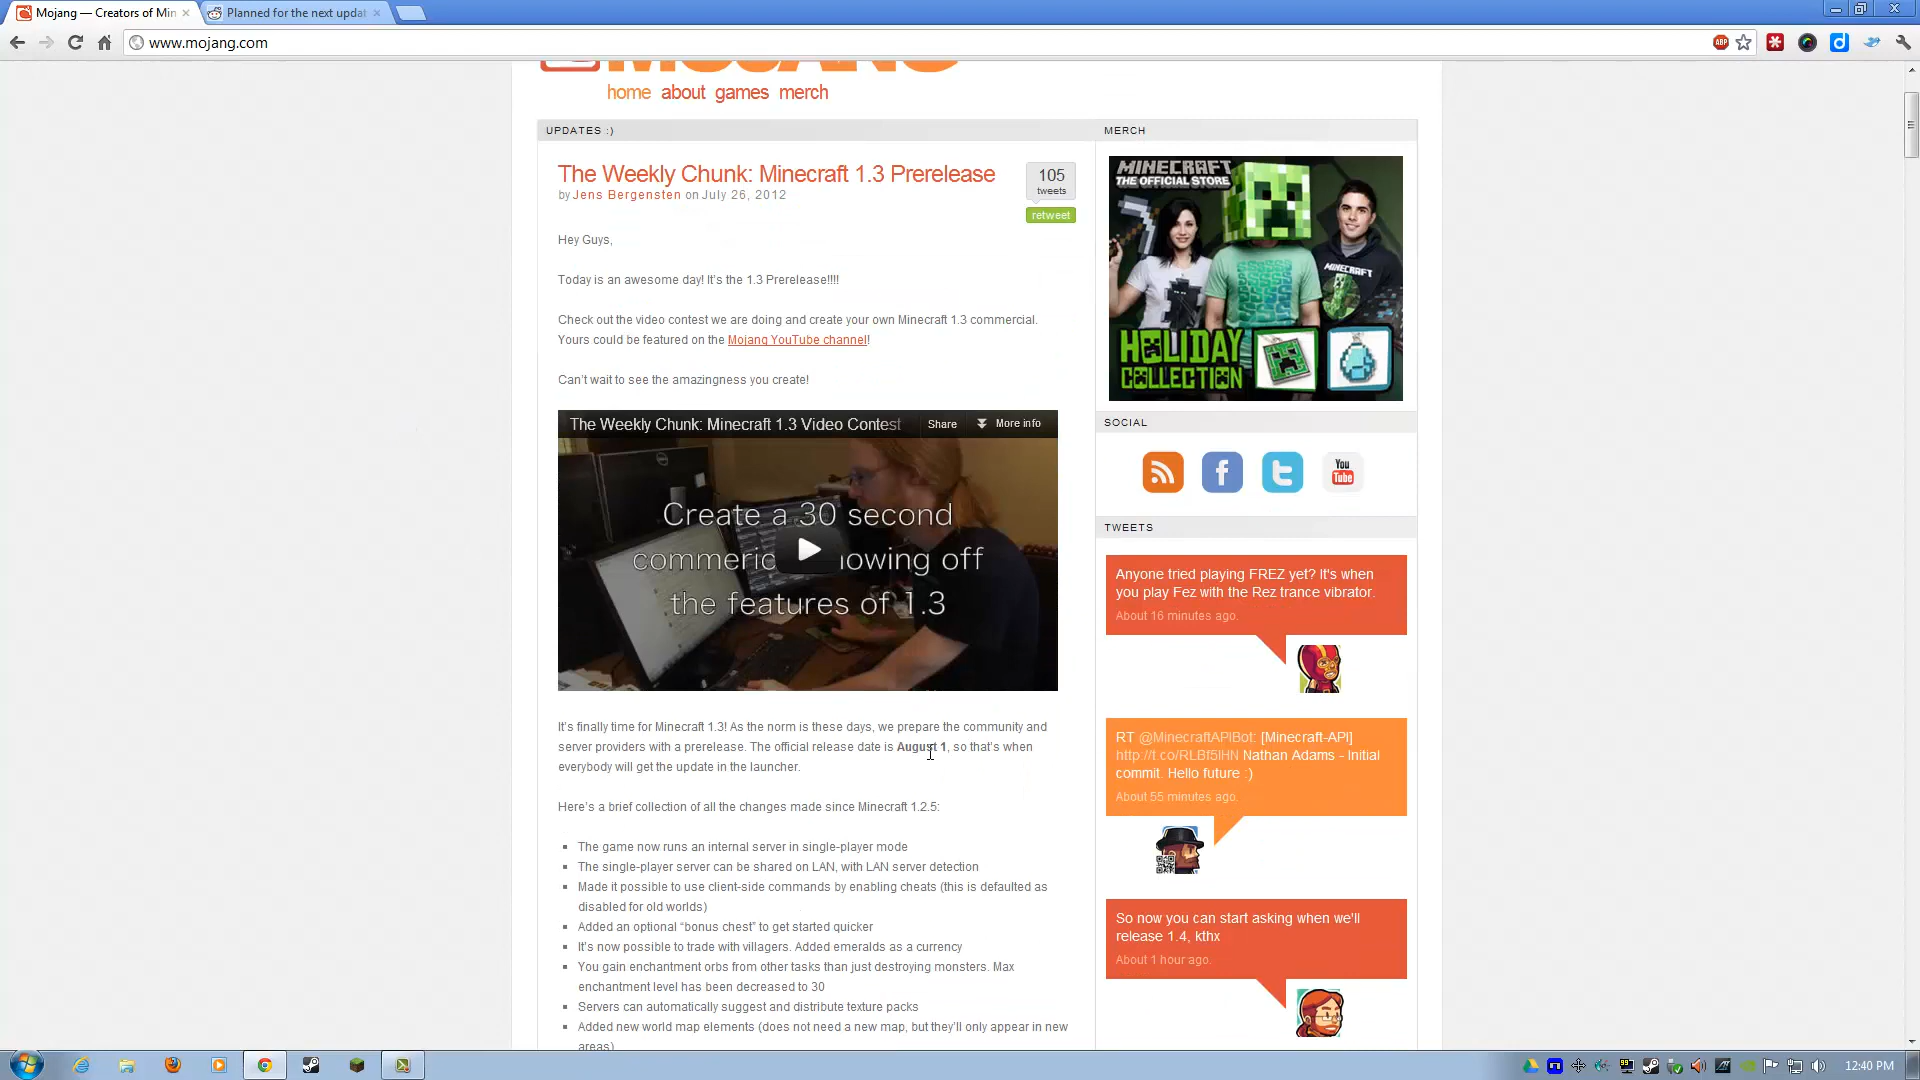 Mojang — Creators of Min
Planned for the next updat
www.mojang.com
MOJANG
home about games merch
UPDATES :)
The Weekly Chunk: Minecraft 1.3 Prerelease
by Jens Bergensten on July 26, 2012
105
tweets
retweet
Hey Guys,
Today is an awesome day! It's the 1.3 Prerelease!!!!
Check out the video contest we are doing and create your own Minecraft 1.3 commercial.
Yours could be featured on the Mojang YouTube channel!
Can't wait to see the amazingness you create!
The Weekly Chunk: Minecraft 1.3 Video Contest
Share
More info
Create a 30 second
commerc howing off
the features of 1.3
It's finally time for Minecraft 1.3! As the norm is these days, we prepare the community and
server providers with a prerelease. The official release date is August 1, so that's when
everybody will get the update in the launcher.
Here's a brief collection of all the changes made since Minecraft 1.2.5:
The game now runs an internal server in single-player mode
The single-player server can be shared on LAN, with LAN server detection
Made it possible to use client-side commands by enabling cheats (this is defaulted as
disabled for old worlds)
Added an optional “bonus chest” to get started quicker
It's now possible to trade with villagers. Added emeralds as a currency
You gain enchantment orbs from other tasks than just destroying monsters. Max
enchantment level has been decreased to 30
Servers can automatically suggest and distribute texture packs
Added new world map elements (does not need a new map, but they'll only appear in new
areas)
MERCH
MINECRAFT
THE OFFICIAL STORE
MINECRAFT
HOLIDAY
COLLECTION
SOCIAL
You
Tube
TWEETS
Anyone tried playing FREZ yet? It's when
you play Fez with the Rez trance vibrator.
About 16 minutes ago.
RT @MinecraftAPIBot: [Minecraft-API]
http://t.co/RLBf5IHN Nathan Adams - Initial
commit. Hello future :)
About 55 minutes ago.
So now you can start asking when we'll
release 1.4, kthx
About 1 hour ago.
12:40 PM